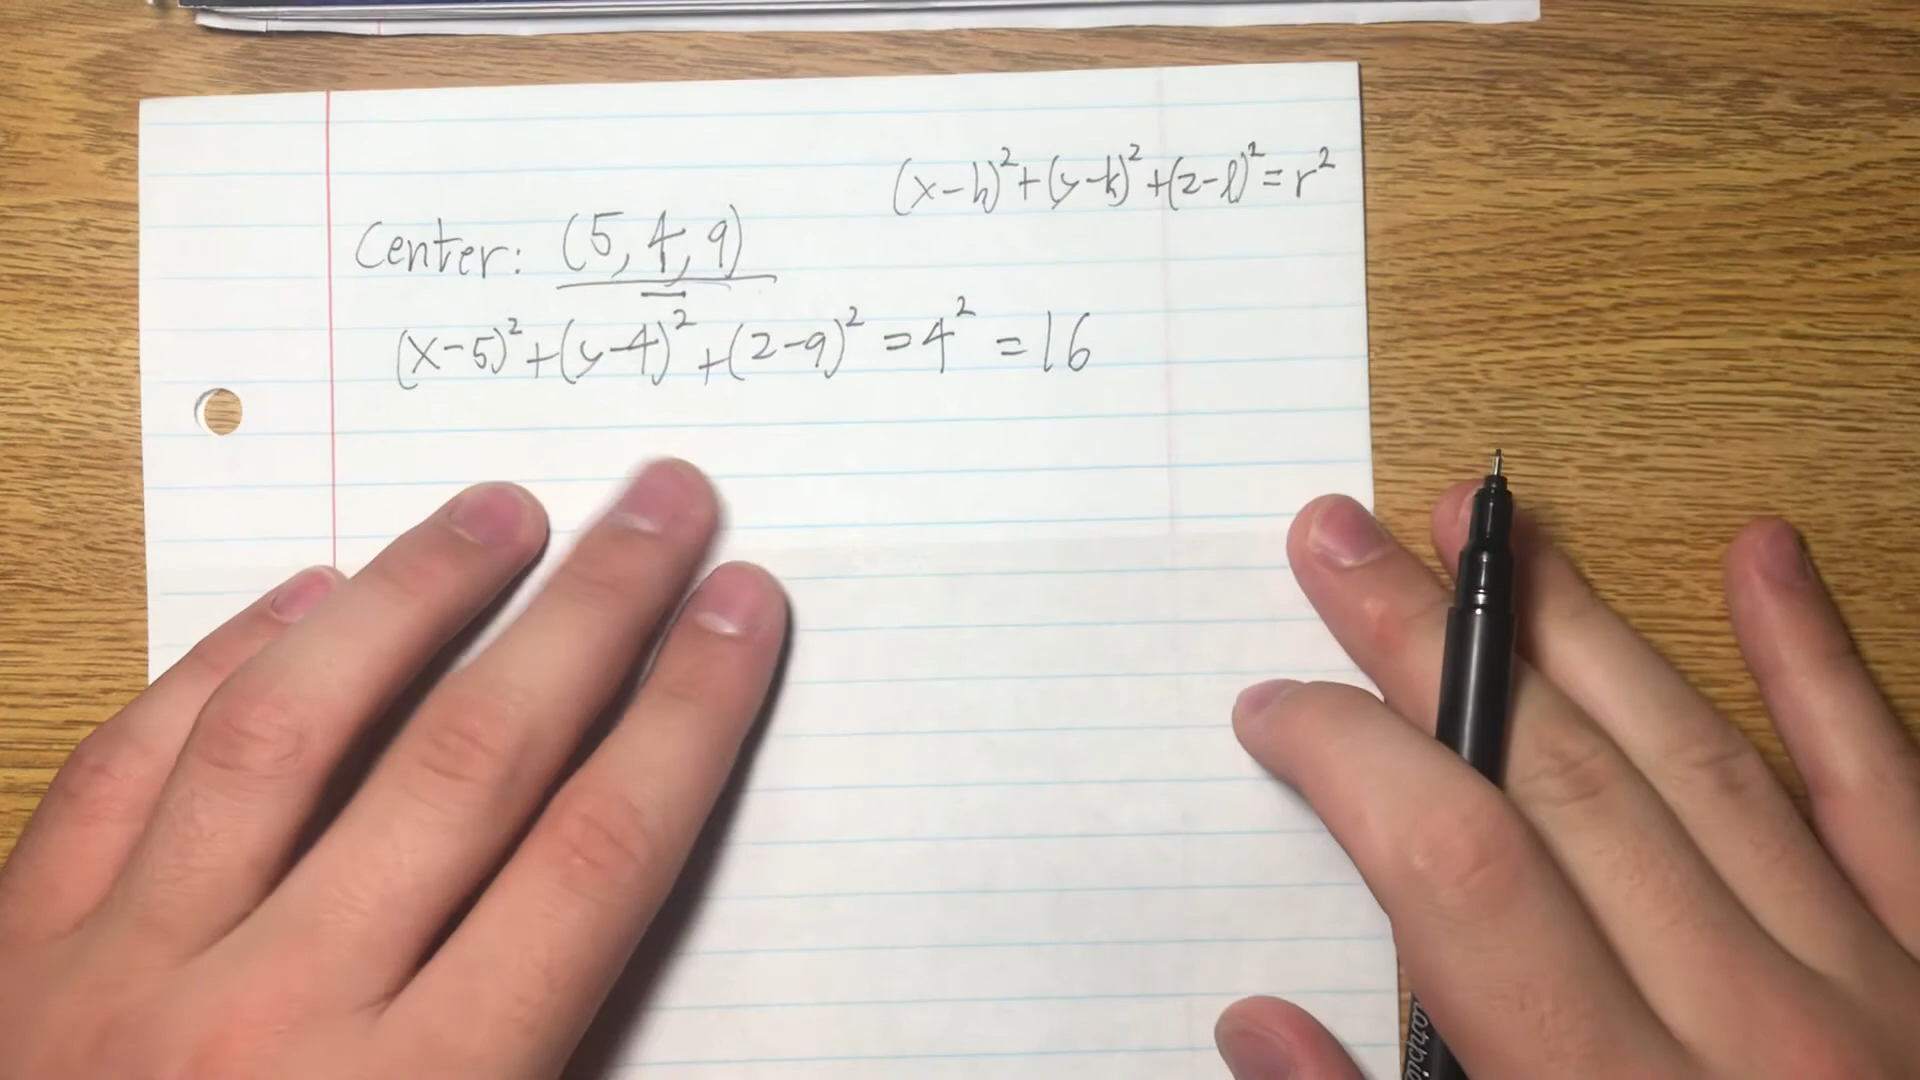 (x-h)²+(y-k)²+(z-l)²=r²
Center: (5,4,9)
(x-5)²+(y-4)²+(z-9)²=4²=16